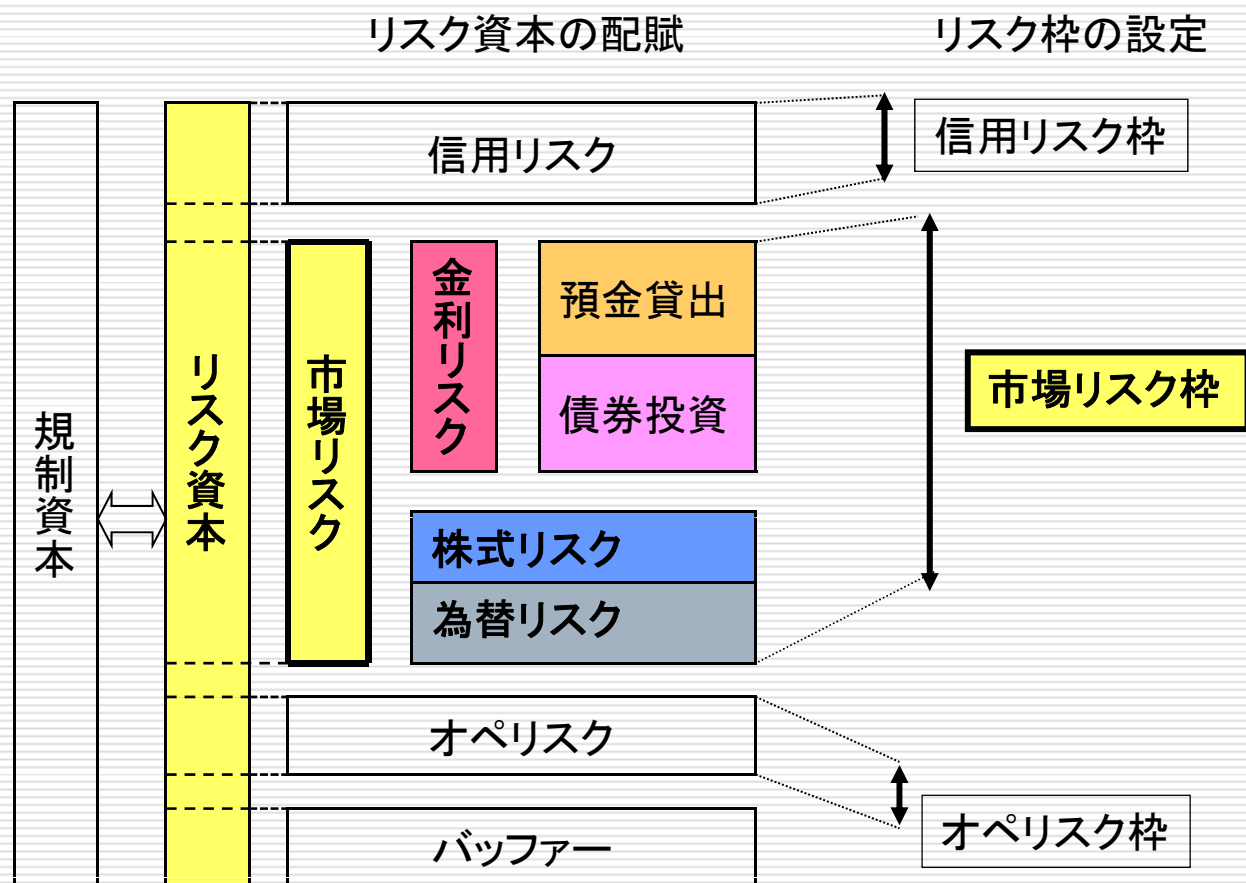 リスク資本の配賦
リスク枠の設定
規制資本
リスク資本
信用リスク
信用リスク枠
市場リスク
金利リスク
預金貸出
債券投資
市場リスク枠
株式リスク
為替リスク
オペリスク
オペリスク枠
バッファー